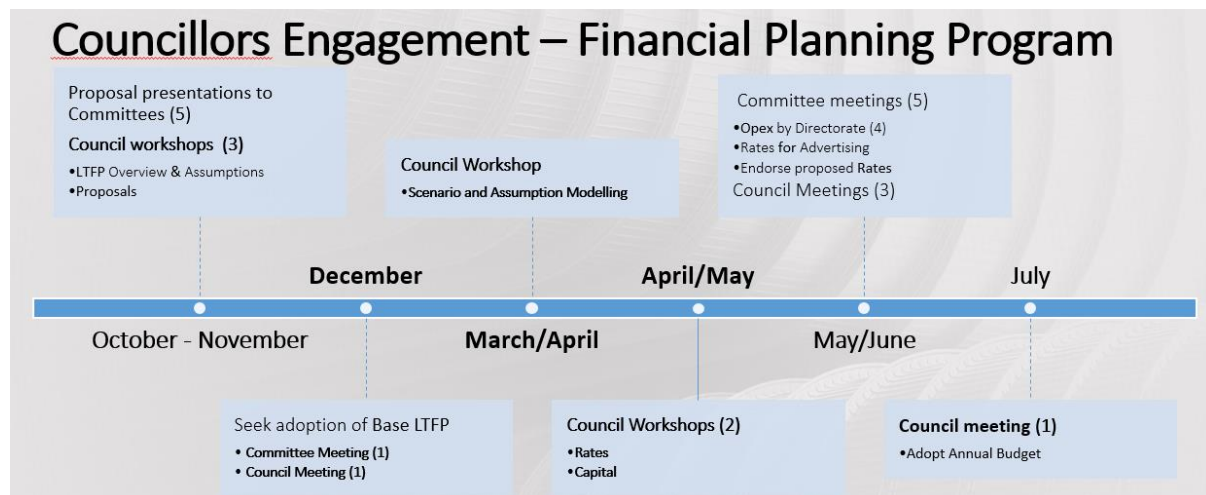 Councillors Engagement – Financial Planning Program
Proposal presentations to
Committees (5)
Council workshops (3)
•LTFP Overview & Assumptions
•Proposals
Council Workshop
•Scenario and Assumption Modelling
Committee meetings (5)
•Opex by Directorate (4)
•Rates for Advertising
•Endorse proposed Rates
Council Meetings (3)
December
April/May
July
October - November
March/April
May/June
Seek adoption of Base LTFP
• Committee Meeting (1)
• Council Meeting (1)
Council Workshops (2)
•Rates
•Capital
Council meeting (1)
•Adopt Annual Budget